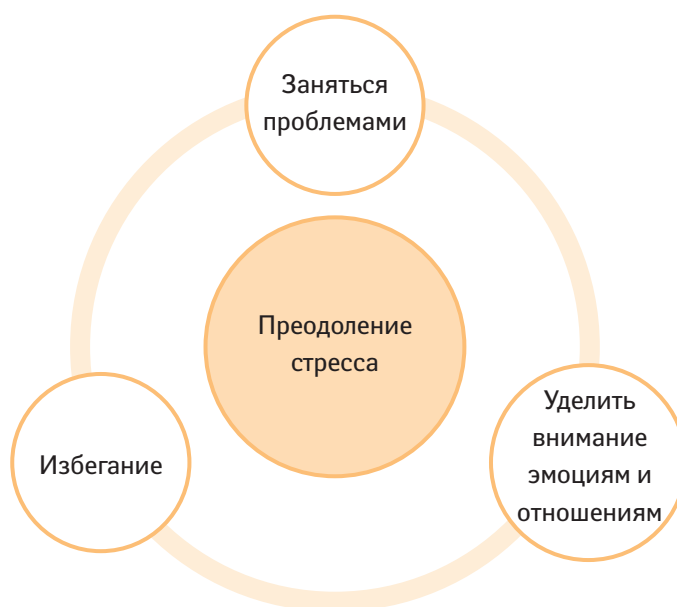 Заняться
проблемами
Преодоление
стресса
Избегание
Уделить
внимание
эмоциям и
отношениям